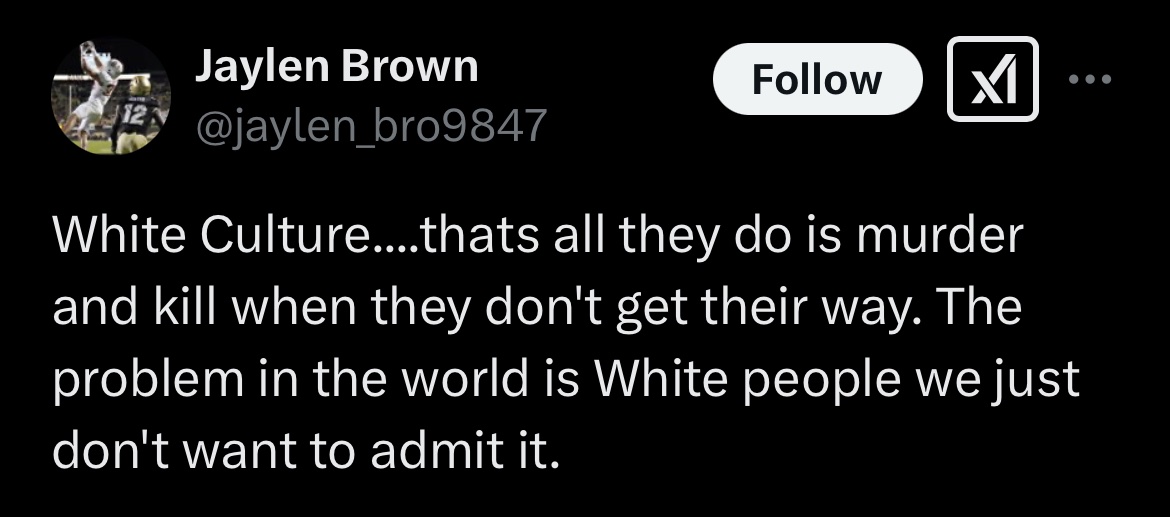 Jaylen Brown
@jaylen_bro9847
Follow
12
White Culture....thats all they do is murder
and kill when they don't get their way. The
problem in the world is White people we just
don't want to admit it.